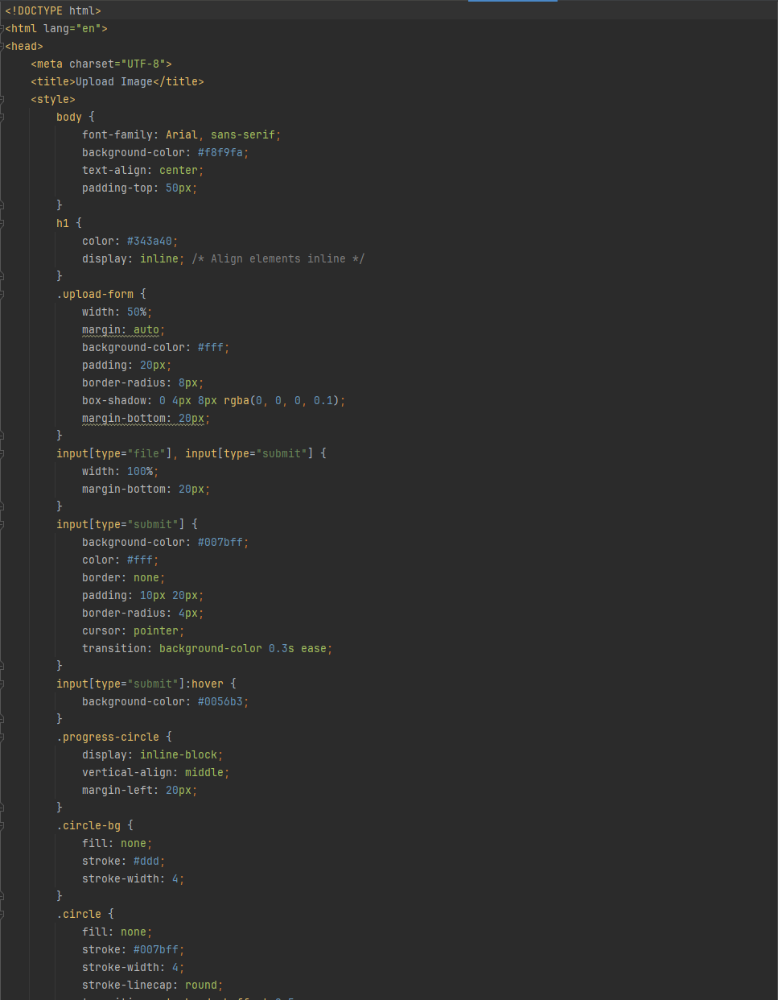 <!DOCTYPE html>
<html lang="en">
<head>
    <meta charset="UTF-8">
    <title>Upload Image</title>
    <style>
        body {
            font-family: Arial, sans-serif;
            background-color: #f8f9fa;
            text-align: center;
            padding-top: 50px;
        }
        h1 {
            color: #343a40;
            display: inline; /* Align elements inline */
        }
        .upload-form {
            width: 50%;
            margin: auto;
            background-color: #fff;
            padding: 20px;
            border-radius: 8px;
            box-shadow: 0 4px 8px rgba(0, 0, 0, 0.1);
            margin-bottom: 20px;
        }
        input[type="file"], input[type="submit"] {
            width: 100%;
            margin-bottom: 20px;
        }
        input[type="submit"] {
            background-color: #007bff;
            color: #fff;
            border: none;
            padding: 10px 20px;
            border-radius: 4px;
            cursor: pointer;
            transition: background-color 0.3s ease;
        }
        input[type="submit"]:hover {
            background-color: #0056b3;
        }
        .progress-circle {
            display: inline-block;
            vertical-align: middle;
            margin-left: 20px;
        }
        .circle-bg {
            fill: none;
            stroke: #ddd;
            stroke-width: 4;
        }
        .circle {
            fill: none;
            stroke: #007bff;
            stroke-width: 4;
            stroke-linecap: round;